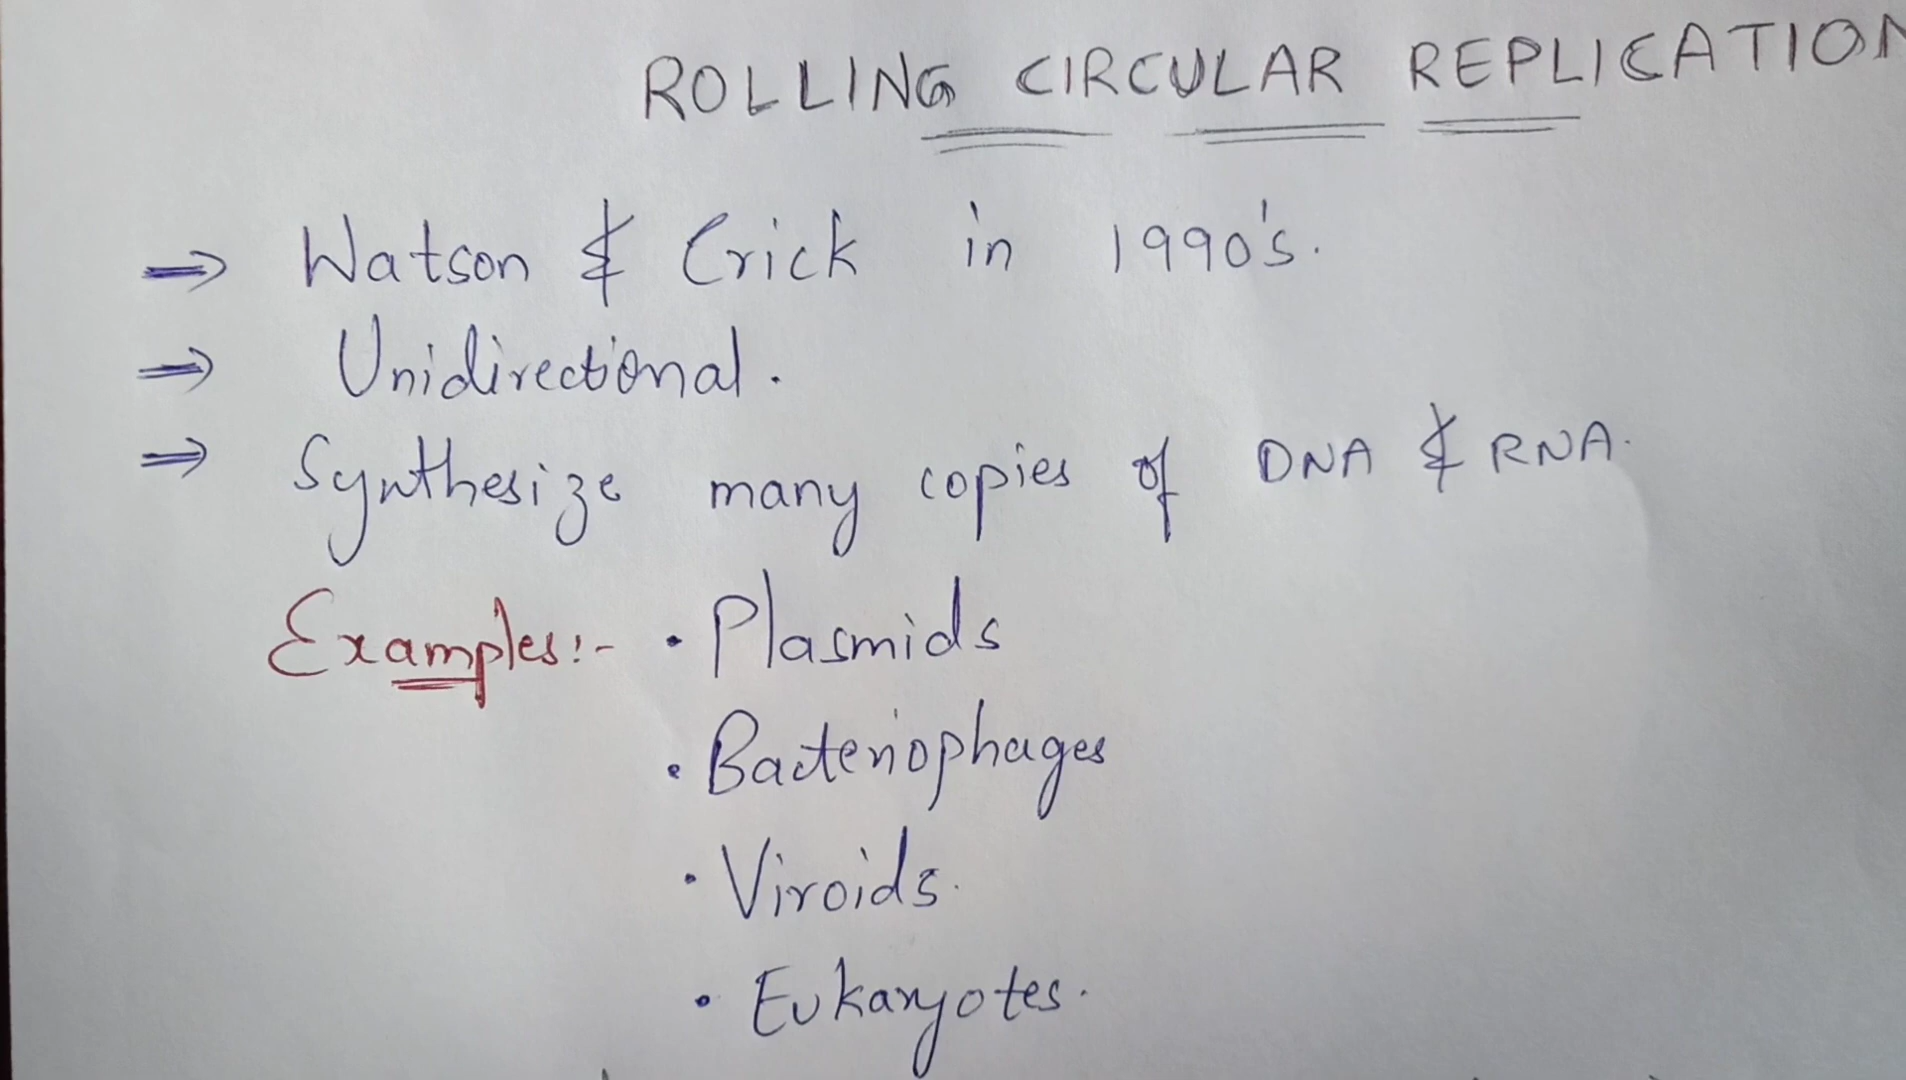 ROLLING CIRCULAR REPLICATION
⇒ Watson & Crick in 1990's.
⇒ Unidirectional.
⇒ Synthesize many copies of DNA & RNA.
Examples:- • Plasmids
• Bacteriophages
• Viroids.
• Eukaryotes.